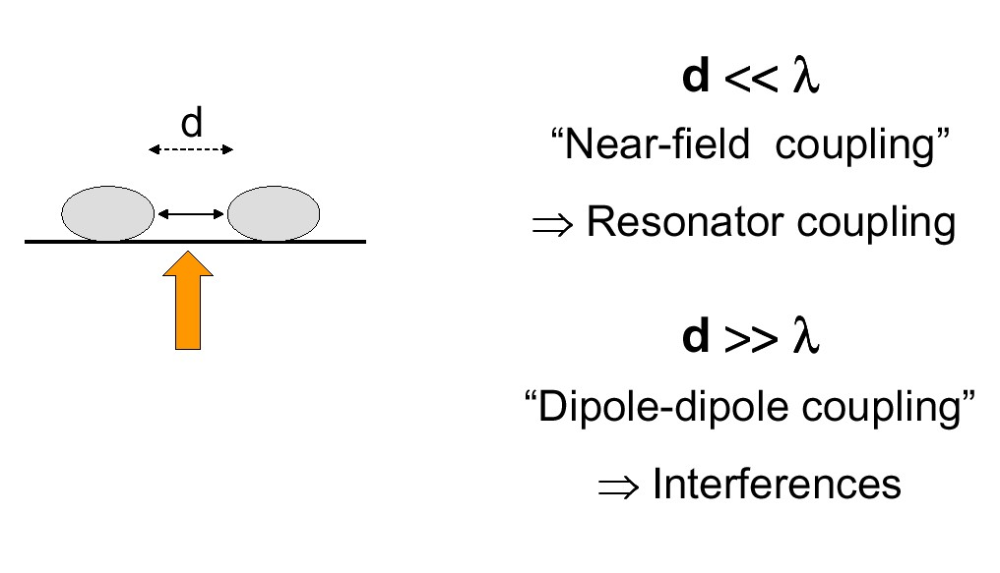 d
d << λ
“Near-field coupling”
⇒ Resonator coupling
d >> λ
“Dipole-dipole coupling”
⇒ Interferences